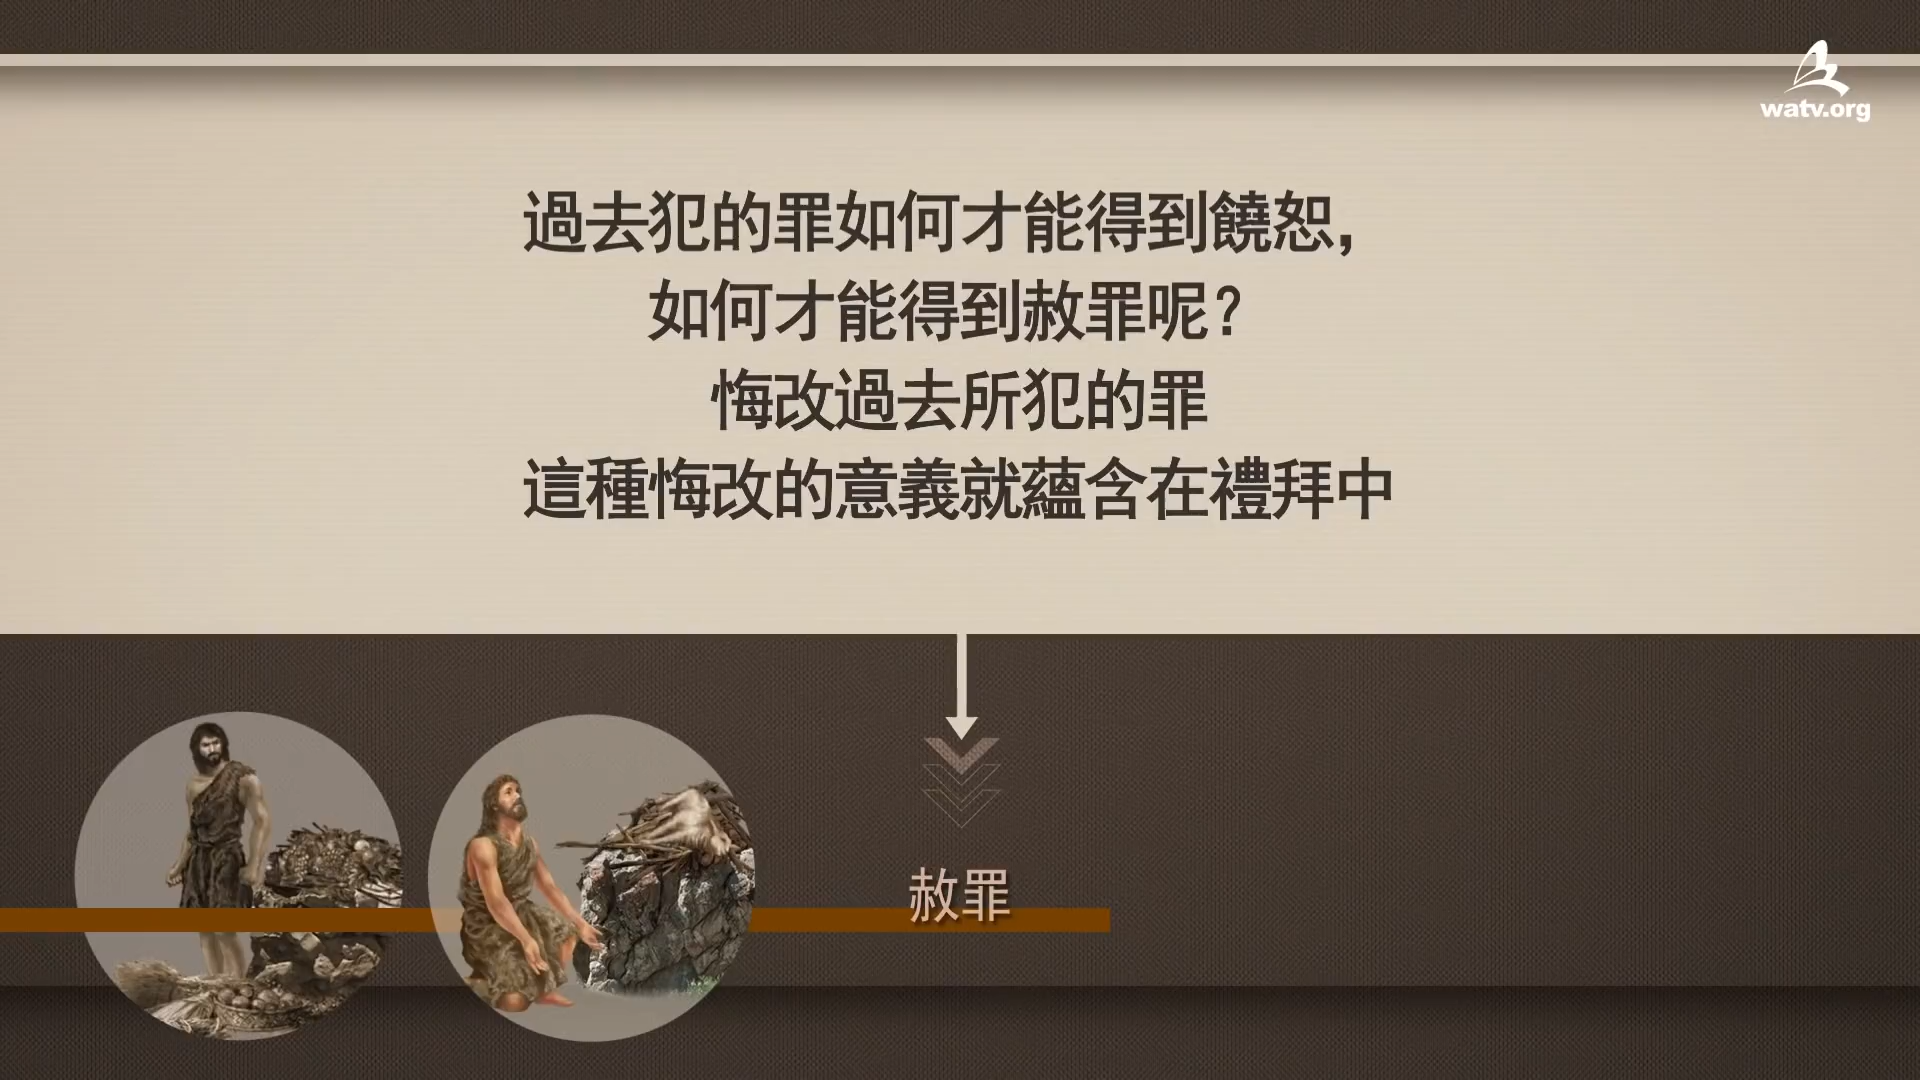 watv.org
過去犯的罪如何才能得到饒恕，
如何才能得到赦罪呢？
悔改過去所犯的罪
這種悔改的意義就蘊含在禮拜中
赦罪